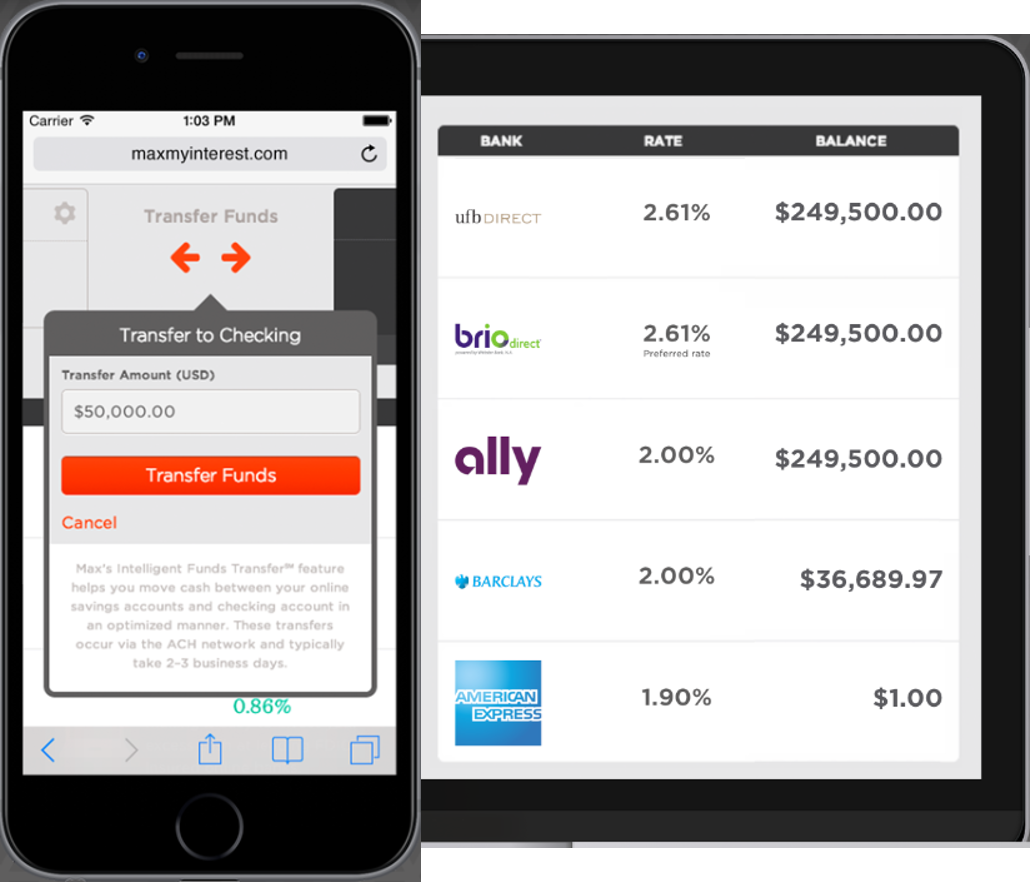 Carrier 1:03 PM
maxmyinterest.com
Transfer Funds
Transfer to Checking
Transfer Amount (USD)
$50,000.00
Transfer Funds
Cancel
Max's Intelligent Funds Transfer℠ feature
helps you move cash between your online
savings accounts and checking account in
an optimized manner. These transfers
occur via the ACH network and typically
take 2-3 business days.
0.86%
BANK RATE BALANCE
ufb DIRECT 2.61% $249,500.00
brio direct 2.61% $249,500.00
Preferred rate
ally 2.00% $249,500.00
BARCLAYS 2.00% $36,689.97
AMERICAN
EXPRESS 1.90% $1.00